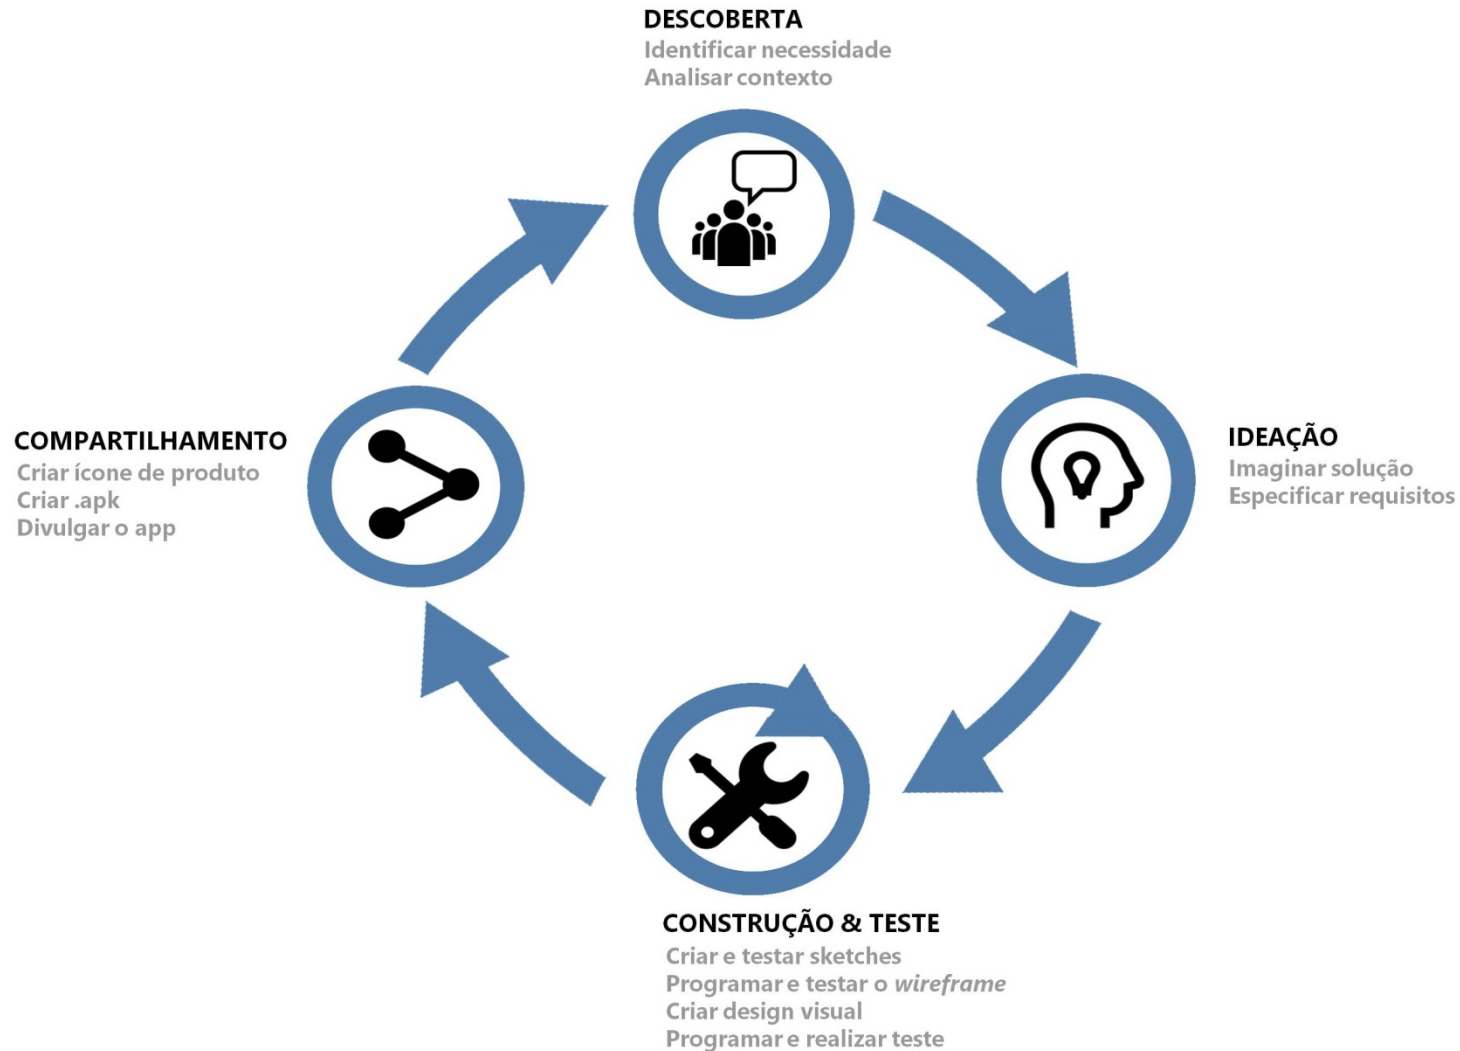 DESCOBERTA
Identificar necessidade
Analisar contexto
IDEAÇÃO
Imaginar solução
Especificar requisitos
CONSTRUÇÃO & TESTE
Criar e testar sketches
Programar e testar o wireframe
Criar design visual
Programar e realizar teste
COMPARTILHAMENTO
Criar ícone de produto
Criar .apk
Divulgar o app